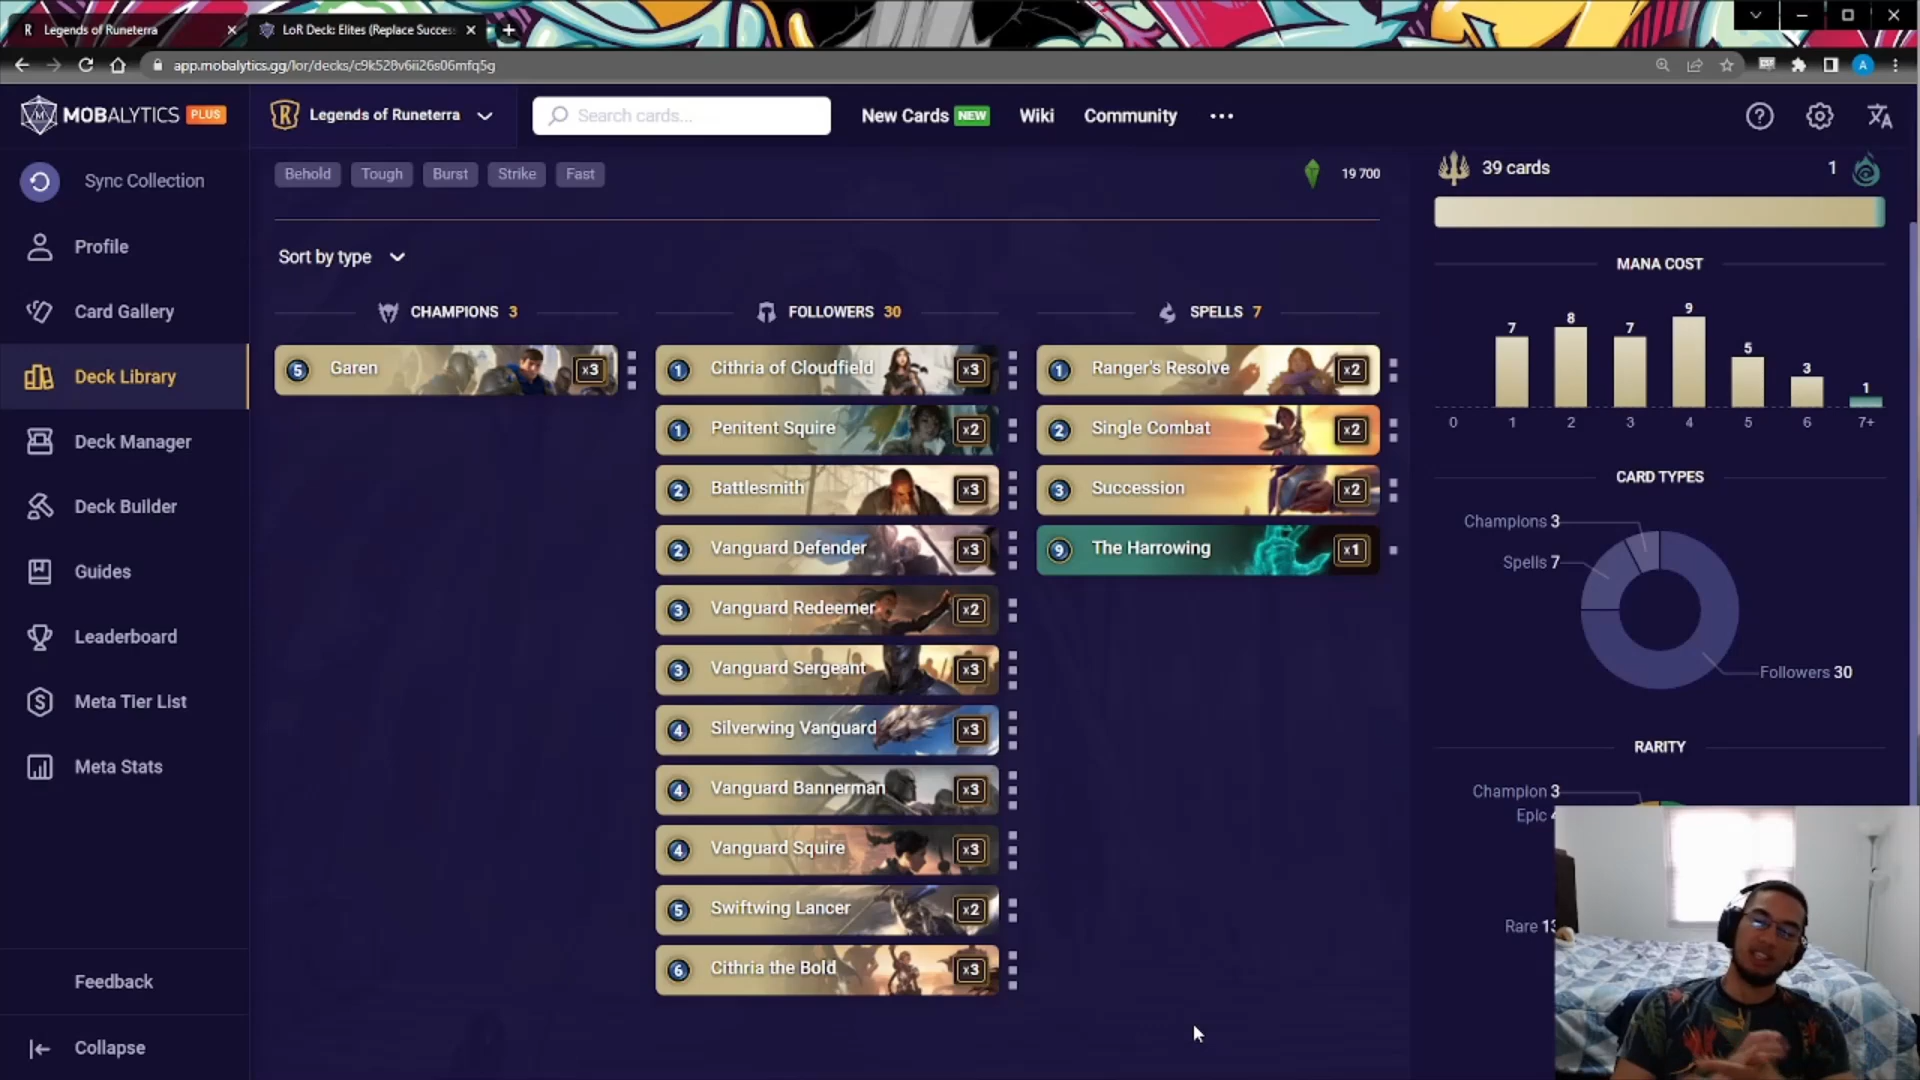 Legends of Runeterra
LoR Deck: Elites (Replace Succes
app.mobalytics.gg/lor/decks/c9k528v6iii26s06mfq5g
A
MOBALYTICS PLUS
Legends of Runeterra
Search cards...
New Cards NEW
Wiki
Community
Sync Collection
Profile
Card Gallery
Deck Library
Deck Manager
Deck Builder
Guides
Leaderboard
Meta Tier List
Meta Stats
Feedback
Collapse
Behold
Tough
Burst
Strike
Fast
19 700
Sort by type
CHAMPIONS 3
5 Garen x3
FOLLOWERS 30
1 Cithria of Cloudfield x3
1 Penitent Squire x2
2 Battlesmith x3
2 Vanguard Defender x3
3 Vanguard Redeemer x2
3 Vanguard Sergeant x3
4 Silverwing Vanguard x3
4 Vanguard Bannerman x3
4 Vanguard Squire x3
5 Swiftwing Lancer x2
6 Cithria the Bold x3
SPELLS 7
1 Ranger's Resolve x2
2 Single Combat x2
3 Succession x2
9 The Harrowing x1
39 cards
1
MANA COST
7 8 7 9 5 3 1
0 1 2 3 4 5 6 7+
CARD TYPES
Champions 3
Spells 7
Followers 30
RARITY
Champion 3
Epic
Rare 13